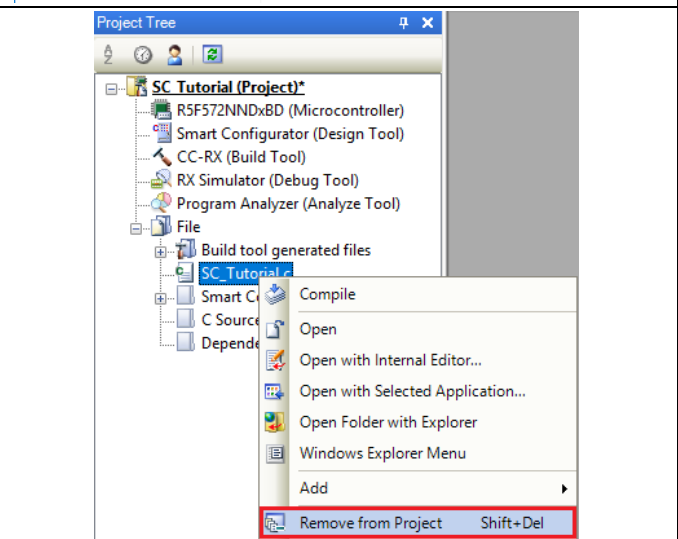 Project Tree
SC_Tutorial (Project)*
R5F572NNDxBD (Microcontroller)
Smart Configurator (Design Tool)
CC-RX (Build Tool)
RX Simulator (Debug Tool)
Program Analyzer (Analyze Tool)
File
Build tool generated files
SC_Tutorial.c
Smart C
C Source
Depende
Compile
Open
Open with Internal Editor...
Open with Selected Application...
Open Folder with Explorer
Windows Explorer Menu
Add
Remove from Project Shift+Del